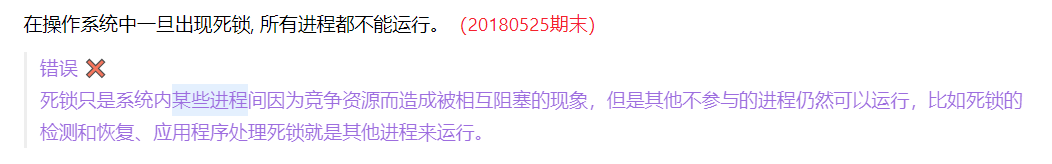 在操作系统中一旦出现死锁, 所有进程都不能运行。（20180525期末）
错误 ❌
死锁只是系统内某些进程间因为竞争资源而造成被相互阻塞的现象，但是其他不参与的进程仍然可以运行，比如死锁的
检测和恢复、应用程序处理死锁就是其他进程来运行。